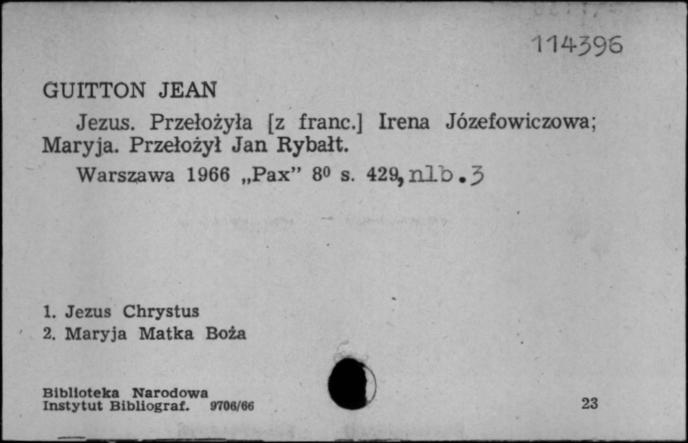 114396
GUITTON JEAN
Jezus. Przełożyła [z franc.] Irena Józefowiczowa;
Maryja. Przełożył Jan Rybałt.
Warszawa 1966 „Pax” 8⁰ s. 429, nlb. 3
1. Jezus Chrystus
2. Maryja Matka Boża
Biblioteka Narodowa
Instytut Bibliograf. 9706/66 23